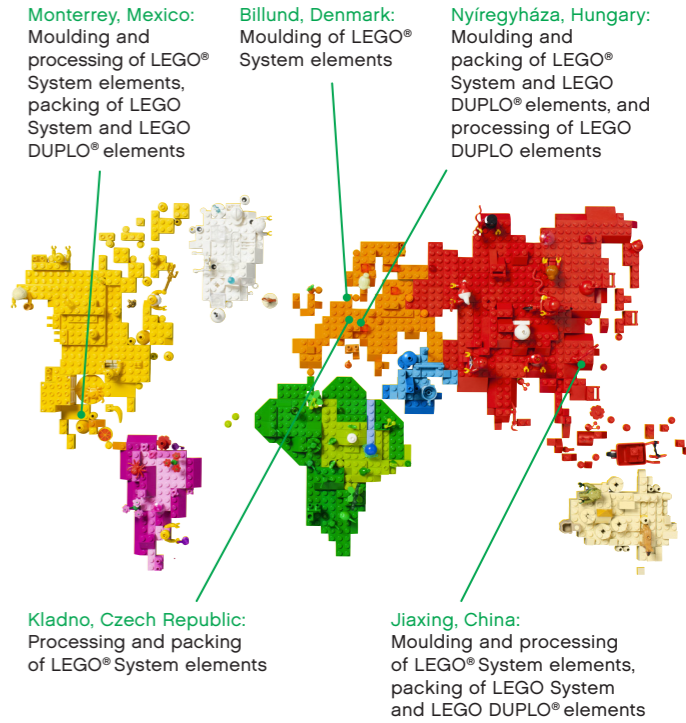 Monterrey, Mexico:
Moulding and
processing of LEGO®
System elements,
packing of LEGO
System and LEGO
DUPLO® elements
Billund, Denmark:
Moulding of LEGO®
System elements
Nyíregyháza, Hungary:
Moulding and
packing of LEGO®
System and LEGO
DUPLO® elements, and
processing of LEGO
DUPLO elements
Kladno, Czech Republic:
Processing and packing
of LEGO® System elements
Jiaxing, China:
Moulding and processing
of LEGO® System elements,
packing of LEGO System
and LEGO DUPLO® elements